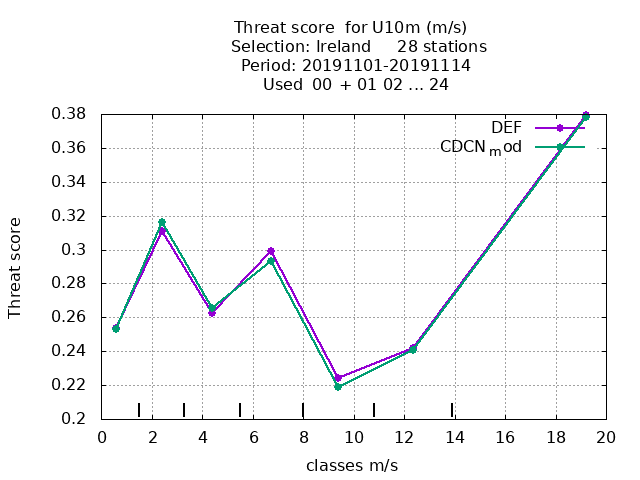 Threat score for U10m (m/s)
Selection: Ireland 28 stations
Period: 20191101-20191114
Used 00 + 01 02 ... 24
DEF
CDCNmod
0.38
0.36
0.34
0.32
0.3
0.28
0.26
0.24
0.22
0.2
Threat score
0 2 4 6 8 10 12 14 16 18 20
classes m/s